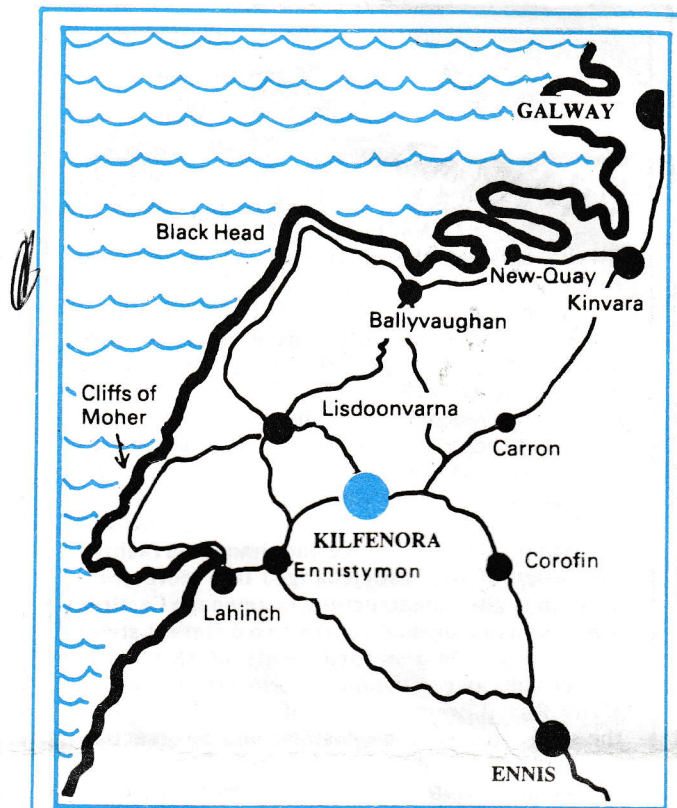 GALWAY
Black Head
New-Quay
Kinvara
Ballyvaughan
Cliffs of
Moher
Lisdoonvarna
Carron
KILFENORA
Ennistymon
Corofin
Lahinch
ENNIS